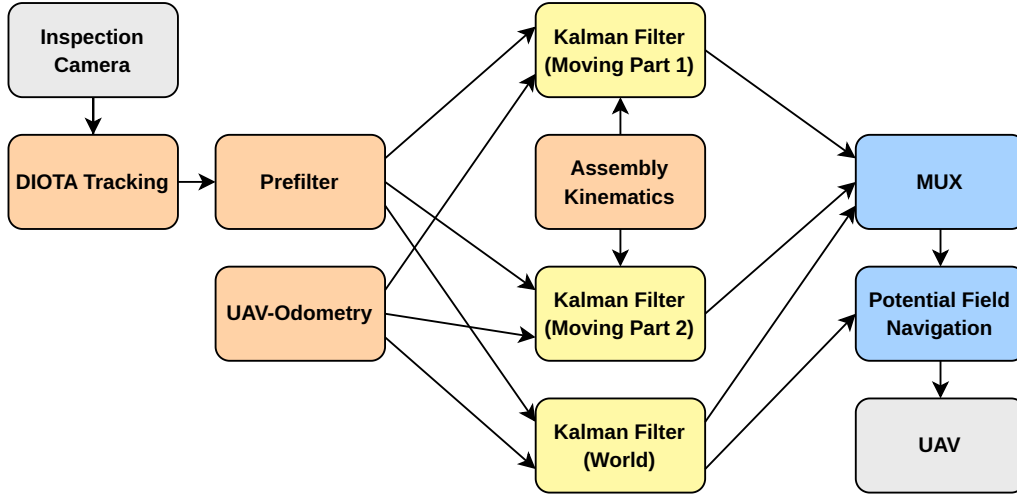 Inspection
Camera
DIOTA Tracking
Prefilter
UAV-Odometry
Kalman Filter
(Moving Part 1)
Assembly
Kinematics
Kalman Filter
(Moving Part 2)
Kalman Filter
(World)
MUX
Potential Field
Navigation
UAV